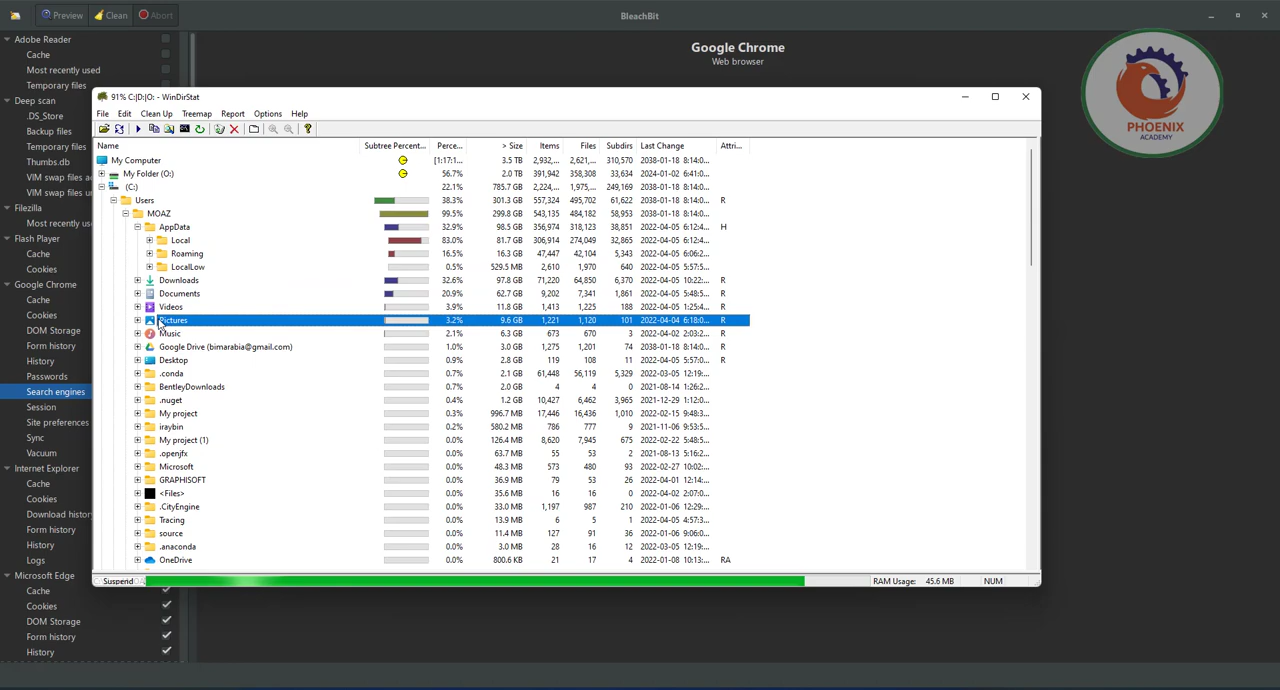 Preview Clean Abort BleachBit
Adobe Reader
Cache
Most recently used
Temporary files
Deep scan
.DS_Store
Backup files
Temporary files
Thumbs.db
VIM swap files
VIM swap files
Filezilla
Most recently
Flash Player
Cache
Cookies
Google Chrome
Cache
Cookies
DOM Storage
Form history
History
Passwords
Search engines
Session
Site preferences
Sync
Vacuum
Internet Explorer
Cache
Cookies
Download history
Form history
History
Logs
Microsoft Edge
Cache
Cookies
DOM Storage
Form history
History
Google Chrome
Web browser
PHOENIX
ACADEMY
91% C:|D:|O: - WinDirStat
File Edit Clean Up Treemap Report Options Help
Name Subtree Percent... Perce... > Size Items Files Subdirs Last Change Attri...
My Computer [1:17:1... 3.5 TB 2,932,... 2,621,... 310,570 2038-01-18 8:14:0...
My Folder (O:) 56.7% 2.0 TB 391,942 358,308 33,634 2024-01-02 6:41:0...
(C:) 22.1% 785.7 GB 2,224,... 1,975,... 249,169 2038-01-18 8:14:0...
Users 38.3% 301.3 GB 557,324 495,702 61,622 2038-01-18 8:14:0... R
MOAZ 99.5% 299.8 GB 543,135 484,182 58,953 2038-01-18 8:14:0...
AppData 32.9% 98.5 GB 356,974 318,123 38,851 2022-04-05 6:12:4... H
Local 83.0% 81.7 GB 306,914 274,049 32,865 2022-04-05 6:12:4...
Roaming 16.5% 16.3 GB 47,447 42,104 5,343 2022-04-05 6:06:2...
LocalLow 0.5% 529.5 MB 2,610 1,970 640 2022-04-05 5:57:5...
Downloads 32.6% 97.8 GB 71,220 64,850 6,370 2022-04-05 10:22:... R
Documents 20.9% 62.7 GB 9,202 7,341 1,861 2022-04-05 5:48:5... R
Videos 3.9% 11.8 GB 1,413 1,225 188 2022-04-05 1:25:4... R
Pictures 3.2% 9.6 GB 1,221 1,120 101 2022-04-04 6:18:0... R
Music 2.1% 6.3 GB 673 670 3 2022-04-02 2:03:2... R
Google Drive (bimarabia@gmail.com) 1.0% 3.0 GB 1,275 1,201 74 2038-01-18 8:14:0... R
Desktop 0.9% 2.8 GB 119 108 11 2022-04-05 5:57:0... R
.conda 0.7% 2.1 GB 61,448 56,119 5,329 2022-03-05 12:19:...
BentleyDownloads 0.7% 2.0 GB 4 4 0 2021-08-14 1:26:2...
.nuget 0.4% 1.2 GB 10,427 6,462 3,965 2021-12-29 1:12:0...
My project 0.3% 996.7 MB 17,446 16,436 1,010 2022-02-15 9:48:3...
iraybin 0.2% 580.2 MB 786 777 9 2021-11-06 9:53:5...
My project (1) 0.0% 126.4 MB 8,620 7,945 675 2022-02-22 5:48:5...
.openjfx 0.0% 63.7 MB 55 53 2 2021-08-13 5:16:2...
Microsoft 0.0% 48.3 MB 573 480 93 2022-02-27 10:02:...
GRAPHISOFT 0.0% 36.9 MB 79 53 26 2022-04-01 12:14:...
<Files> 0.0% 35.6 MB 16 16 0 2022-04-02 2:07:0...
.CityEngine 0.0% 33.0 MB 1,197 987 210 2022-01-06 12:29:...
Tracing 0.0% 13.9 MB 6 5 1 2022-04-05 4:57:3...
source 0.0% 11.4 MB 127 91 36 2022-01-06 9:06:0...
.anaconda 0.0% 3.0 MB 28 16 12 2022-03-05 12:19:...
OneDrive 0.0% 800.6 KB 21 17 4 2022-01-08 10:13:... RA
Suspend RAM Usage: 45.6 MB NUM